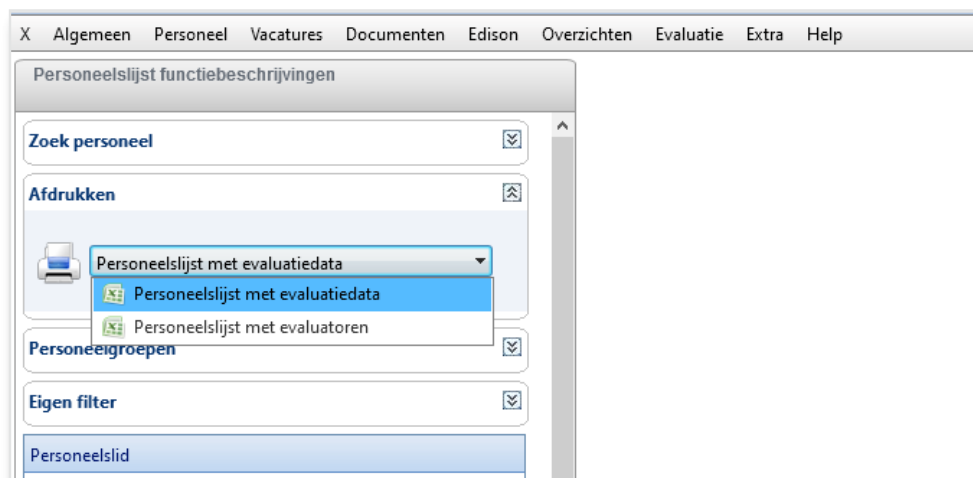 X Algemeen Personeel Vacatures Documenten Edison Overzichten Evaluatie Extra Help
Personeelslijst functiebeschrijvingen
Zoek personeel
Afdrukken
Personeelslijst met evaluatiedata
Personeelslijst met evaluatiedata
Personeelslijst met evaluatoren
Personeelgroepen
Eigen filter
Personeelslid